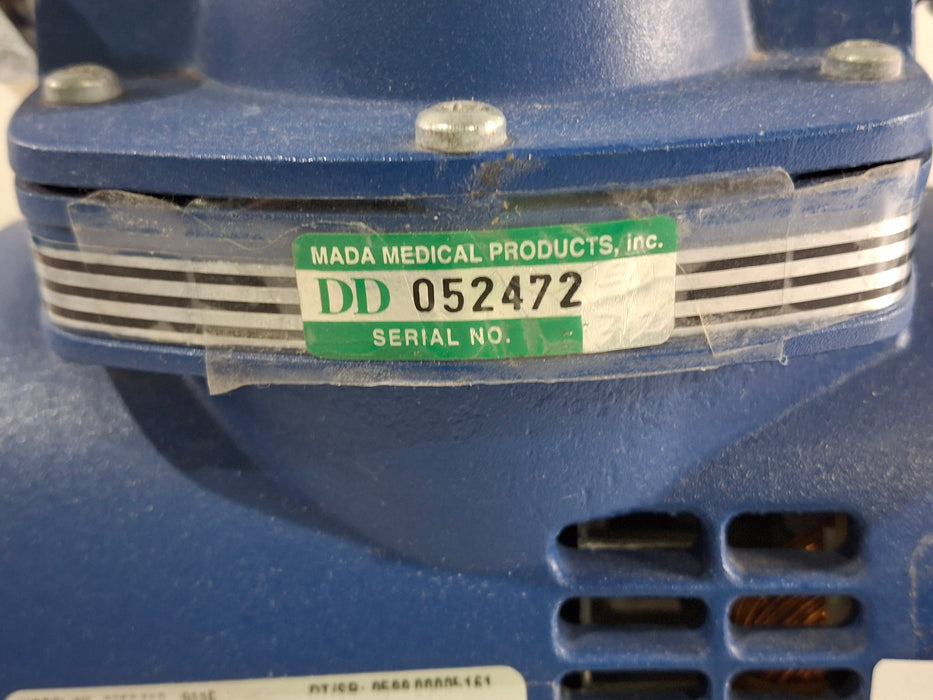 MADA MEDICAL PRODUCTS, inc.
DD 052472
SERIAL NO.